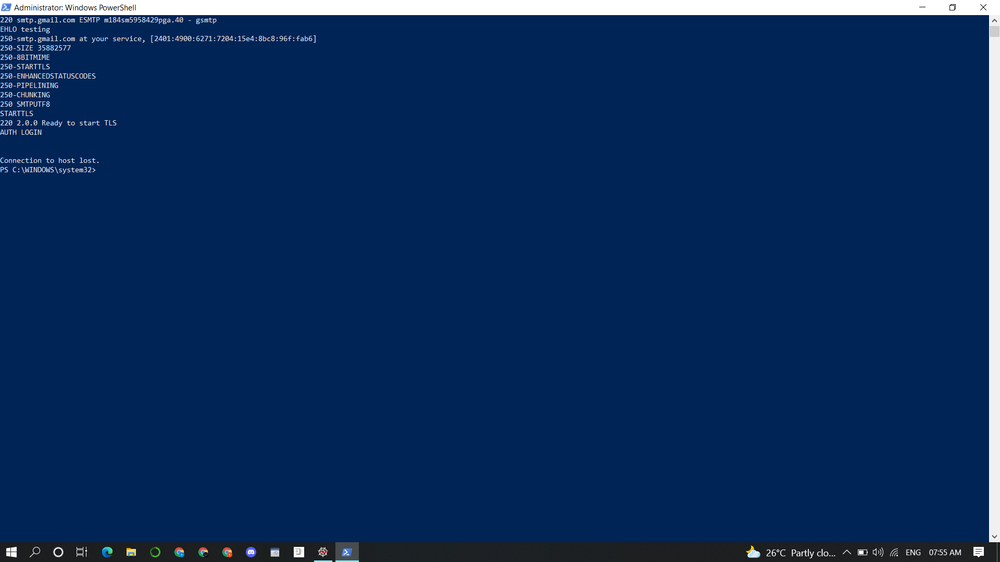 Administrator: Windows PowerShell
220 smtp.gmail.com ESMTP m184sm5958429pga.40 - gsmtp
EHLO testing
250-smtp.gmail.com at your service, [2401:4900:6271:7204:15e4:8bc8:96f:fab6]
250-SIZE 35882577
250-8BITMIME
250-STARTTLS
250-ENHANCEDSTATUSCODES
250-PIPELINING
250-CHUNKING
250 SMTPUTF8
STARTTLS
220 2.0.0 Ready to start TLS
AUTH LOGIN
Connection to host lost.
PS C:\WINDOWS\system32>
26°C Partly clo... ENG 07:55 AM